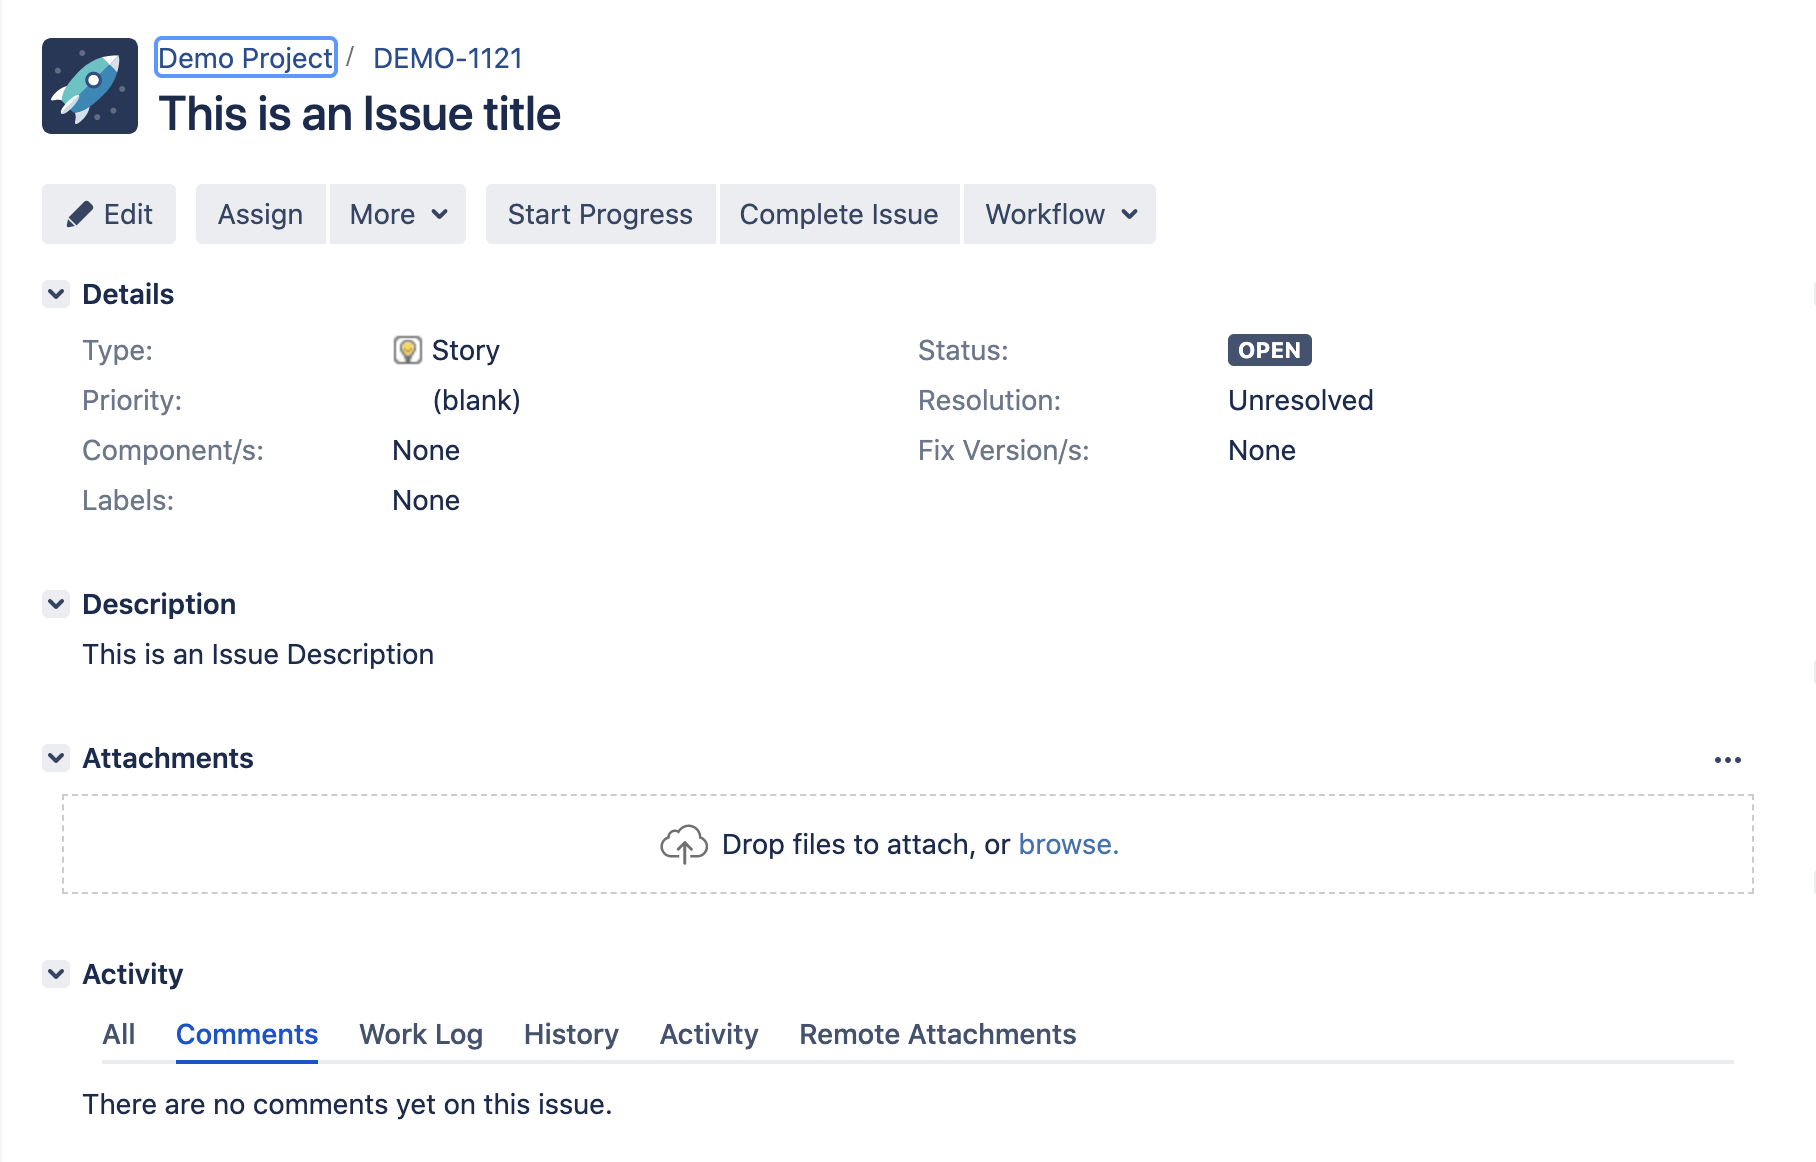 Demo Project / DEMO-1121
This is an Issue title
Edit Assign More Start Progress Complete Issue Workflow
Details
Type: Story Status: OPEN
Priority: (blank) Resolution: Unresolved
Component/s: None Fix Version/s: None
Labels: None
Description
This is an Issue Description
Attachments
Drop files to attach, or browse.
Activity
All Comments Work Log History Activity Remote Attachments
There are no comments yet on this issue.